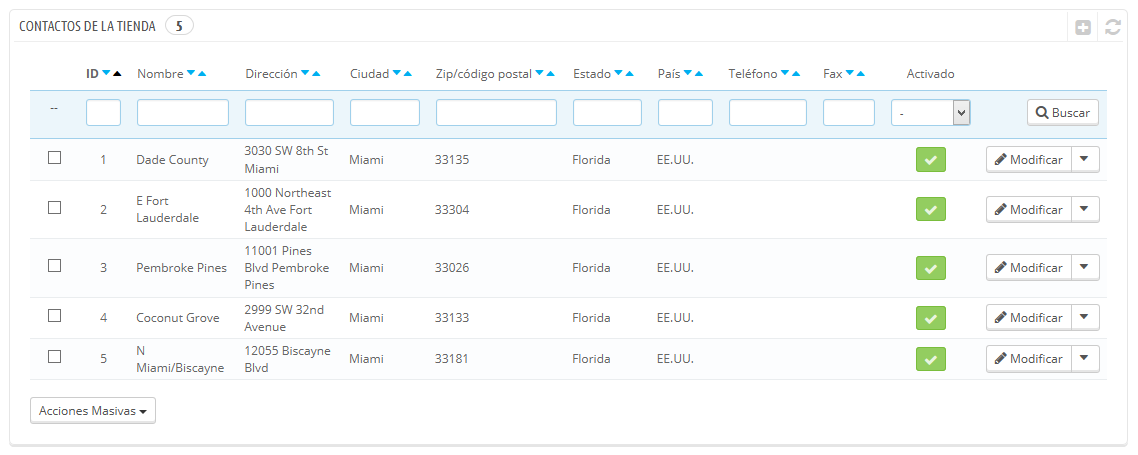 CONTACTOS DE LA TIENDA 5
ID Nombre Dirección Ciudad Zip/código postal Estado País Teléfono Fax Activado
-- - Buscar
1 Dade County 3030 SW 8th St Miami Miami 33135 Florida EE.UU. Modificar
2 E Fort Lauderdale 1000 Northeast 4th Ave Fort Lauderdale Miami 33304 Florida EE.UU. Modificar
3 Pembroke Pines 11001 Pines Blvd Pembroke Pines Miami 33026 Florida EE.UU. Modificar
4 Coconut Grove 2999 SW 32nd Avenue Miami 33133 Florida EE.UU. Modificar
5 N Miami/Biscayne 12055 Biscayne Blvd Miami 33181 Florida EE.UU. Modificar
Acciones Masivas